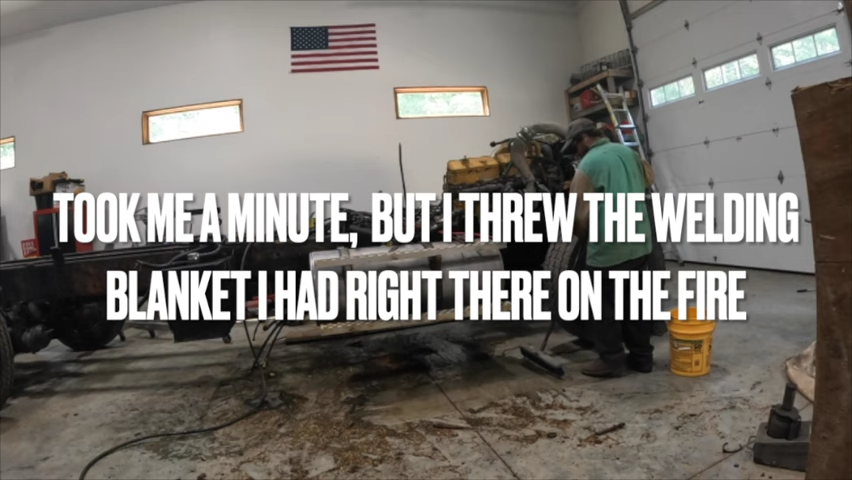 TOOK ME A MINUTE, BUT I THREW THE WELDING
BLANKET I HAD RIGHT THERE ON THE FIRE